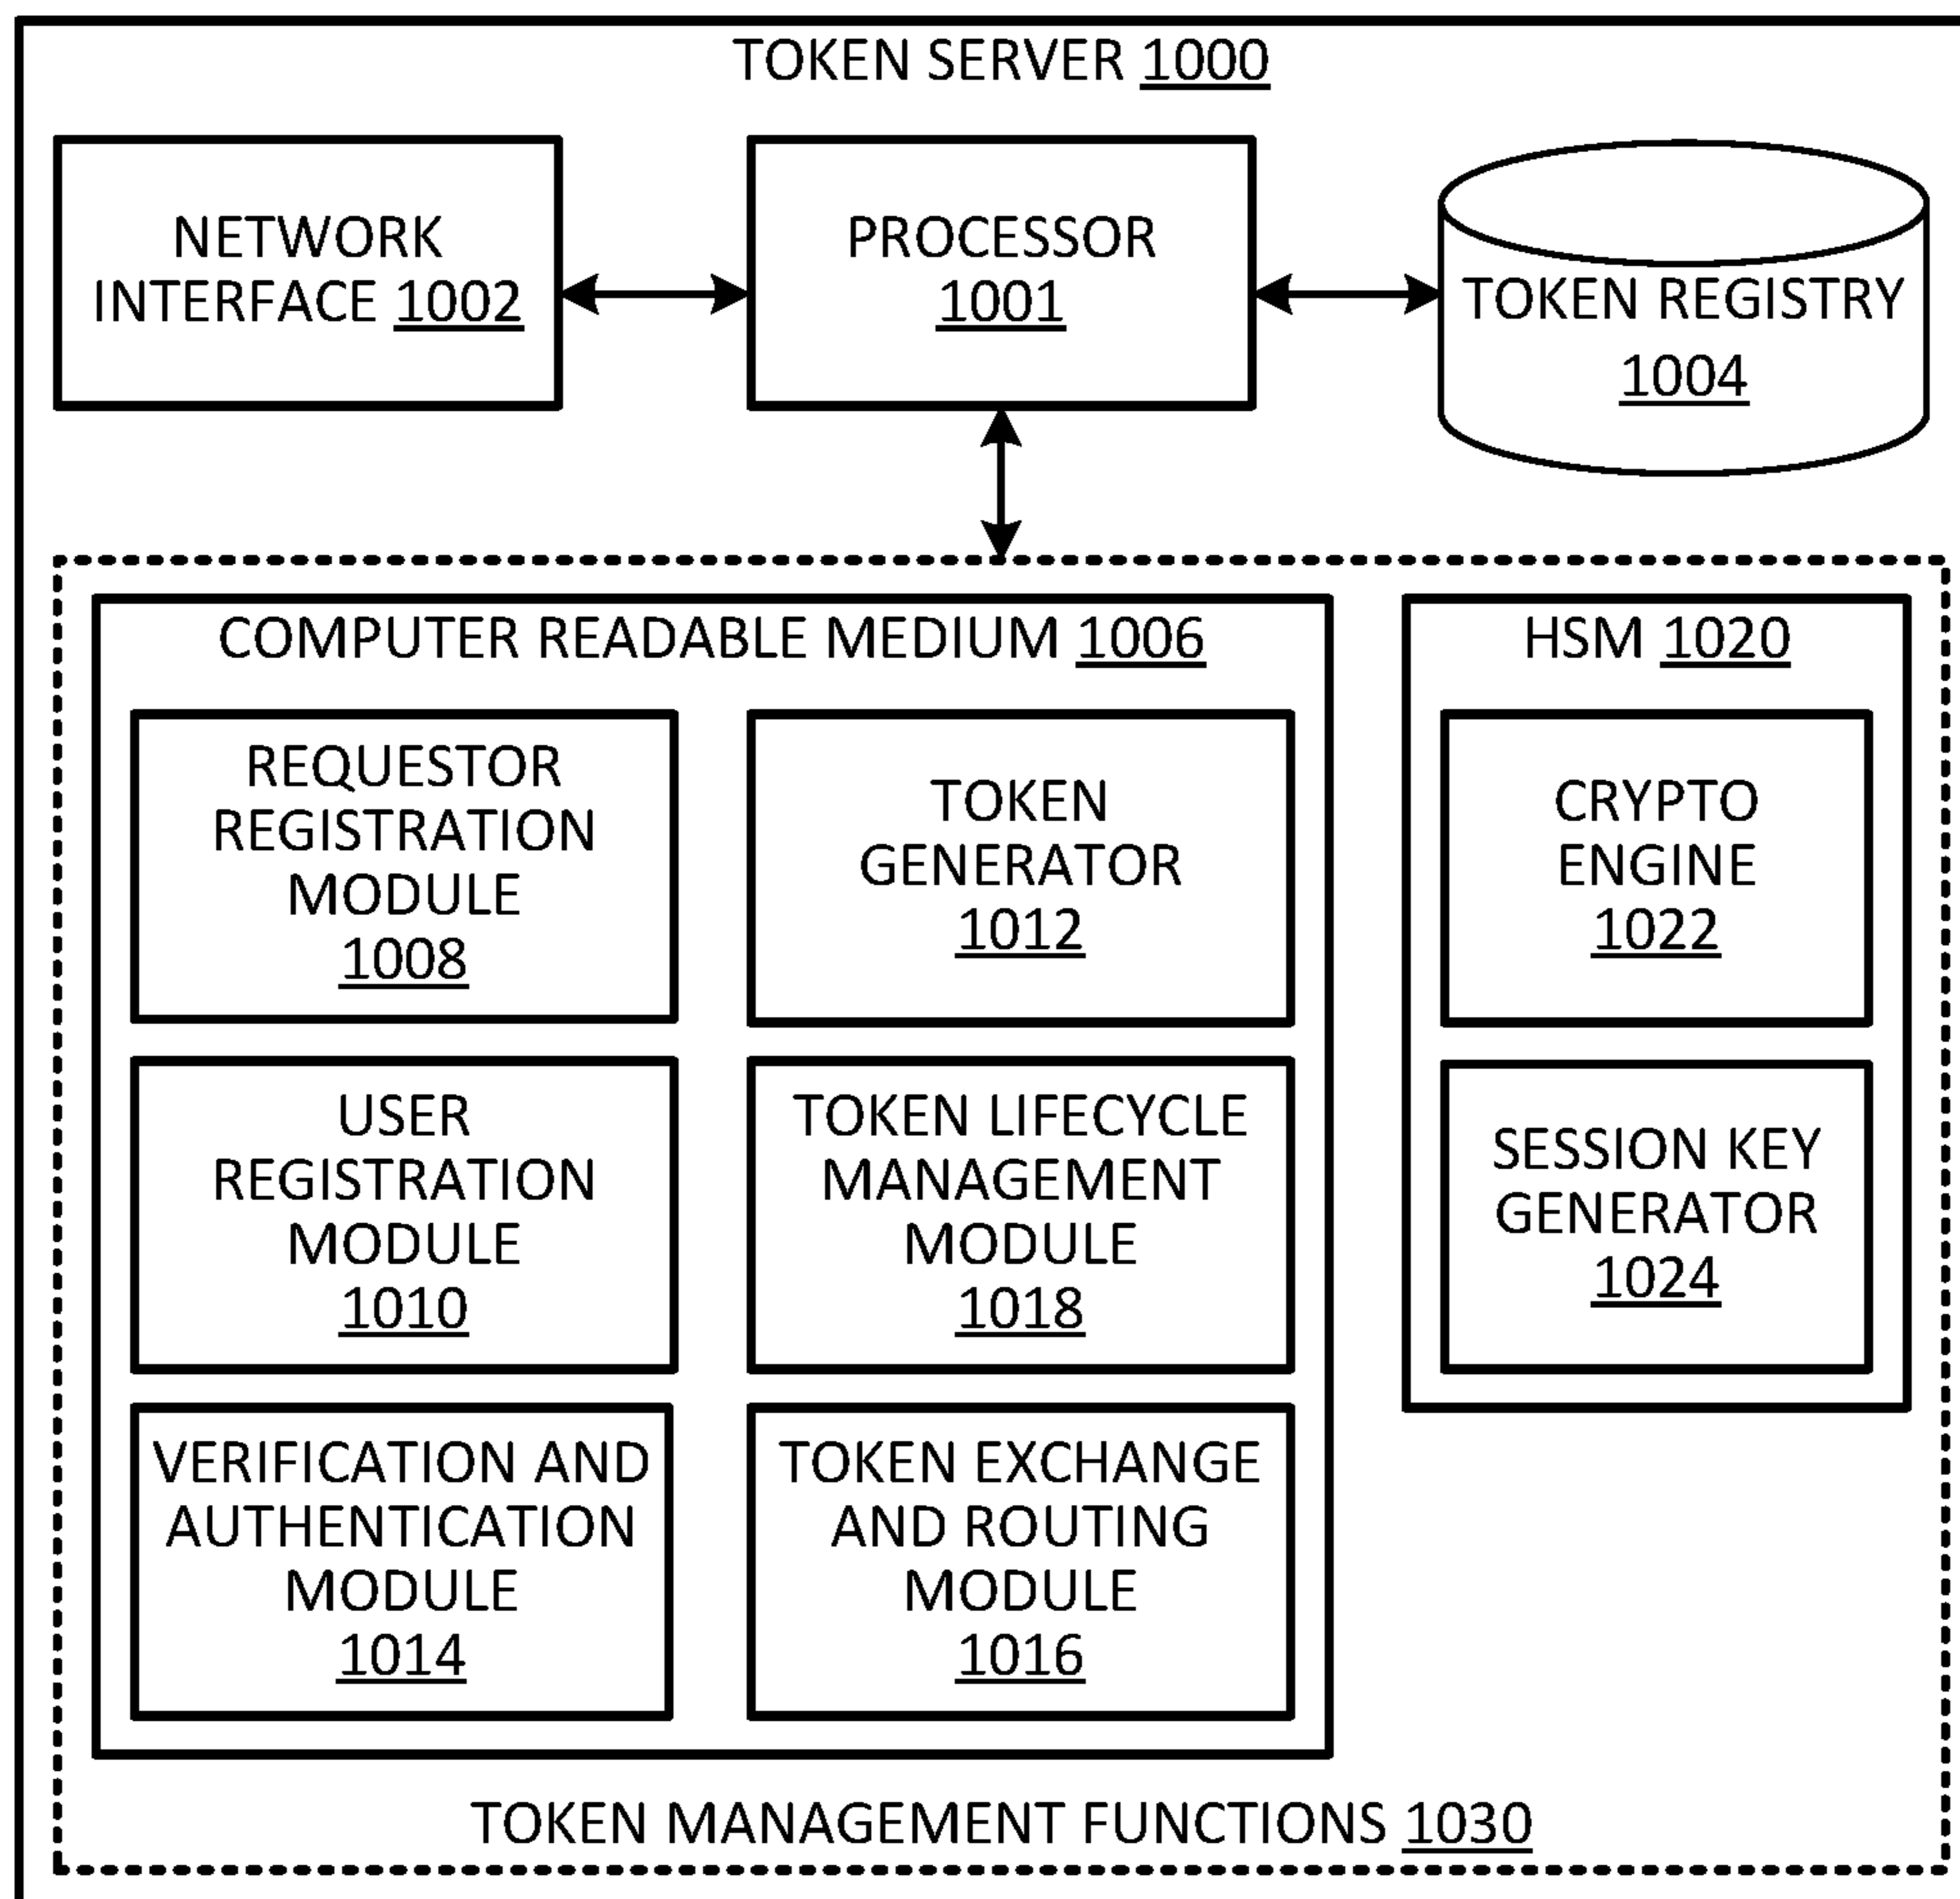 TOKEN SERVER 1000
NETWORK
INTERFACE 1002
PROCESSOR
1001
TOKEN REGISTRY
1004
COMPUTER READABLE MEDIUM 1006
REQUESTOR
REGISTRATION
MODULE
1008
TOKEN
GENERATOR
1012
USER
REGISTRATION
MODULE
1010
TOKEN LIFECYCLE
MANAGEMENT
MODULE
1018
VERIFICATION AND
AUTHENTICATION
MODULE
1014
TOKEN EXCHANGE
AND ROUTING
MODULE
1016
HSM 1020
CRYPTO
ENGINE
1022
SESSION KEY
GENERATOR
1024
TOKEN MANAGEMENT FUNCTIONS 1030